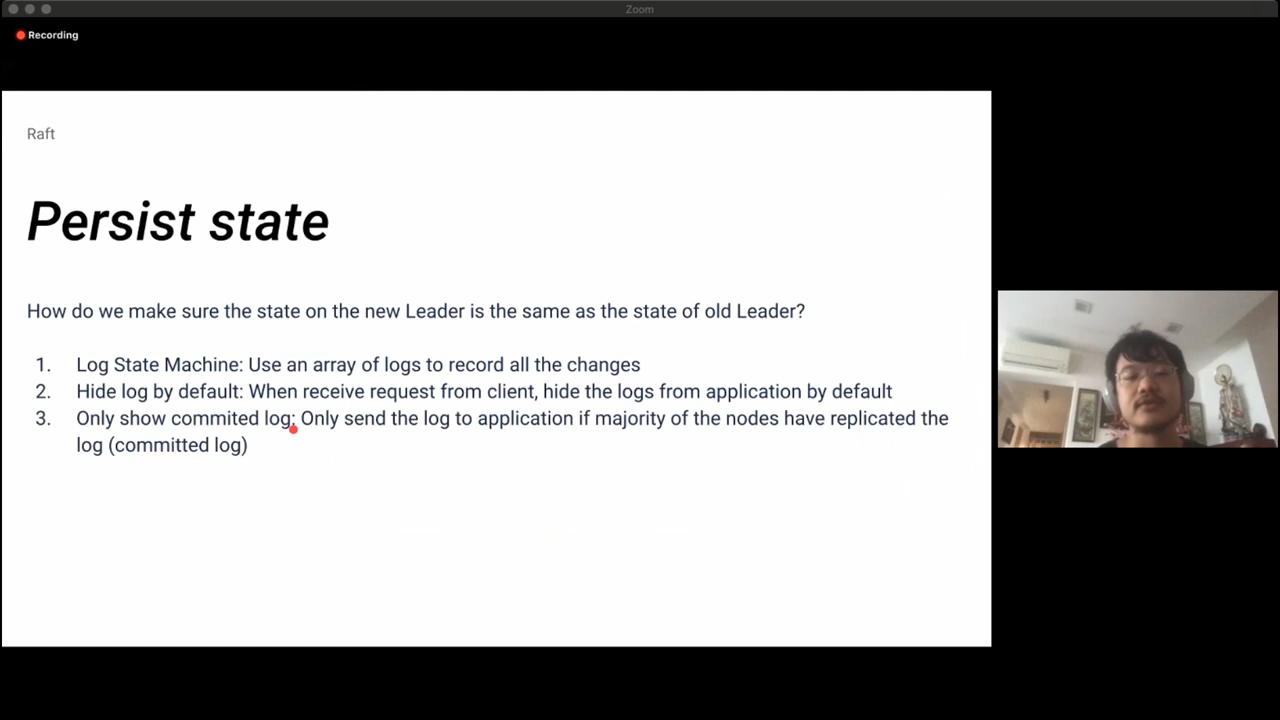 Zoom
Recording
Raft
Persist state
How do we make sure the state on the new Leader is the same as the state of old Leader?
1. Log State Machine: Use an array of logs to record all the changes
2. Hide log by default: When receive request from client, hide the logs from application by default
3. Only show commited log: Only send the log to application if majority of the nodes have replicated the
log (committed log)